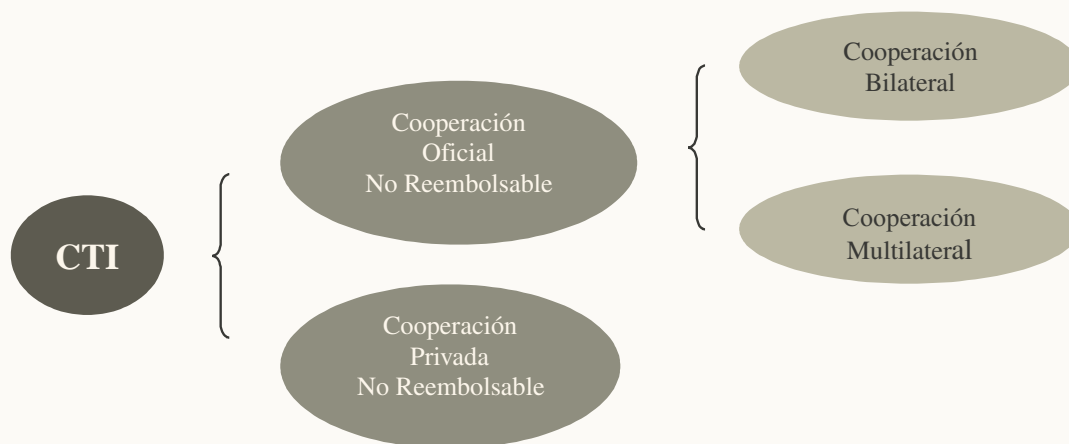 CTI
Cooperación
Oficial
No Reembolsable
Cooperación
Privada
No Reembolsable
Cooperación
Bilateral
Cooperación
Multilateral